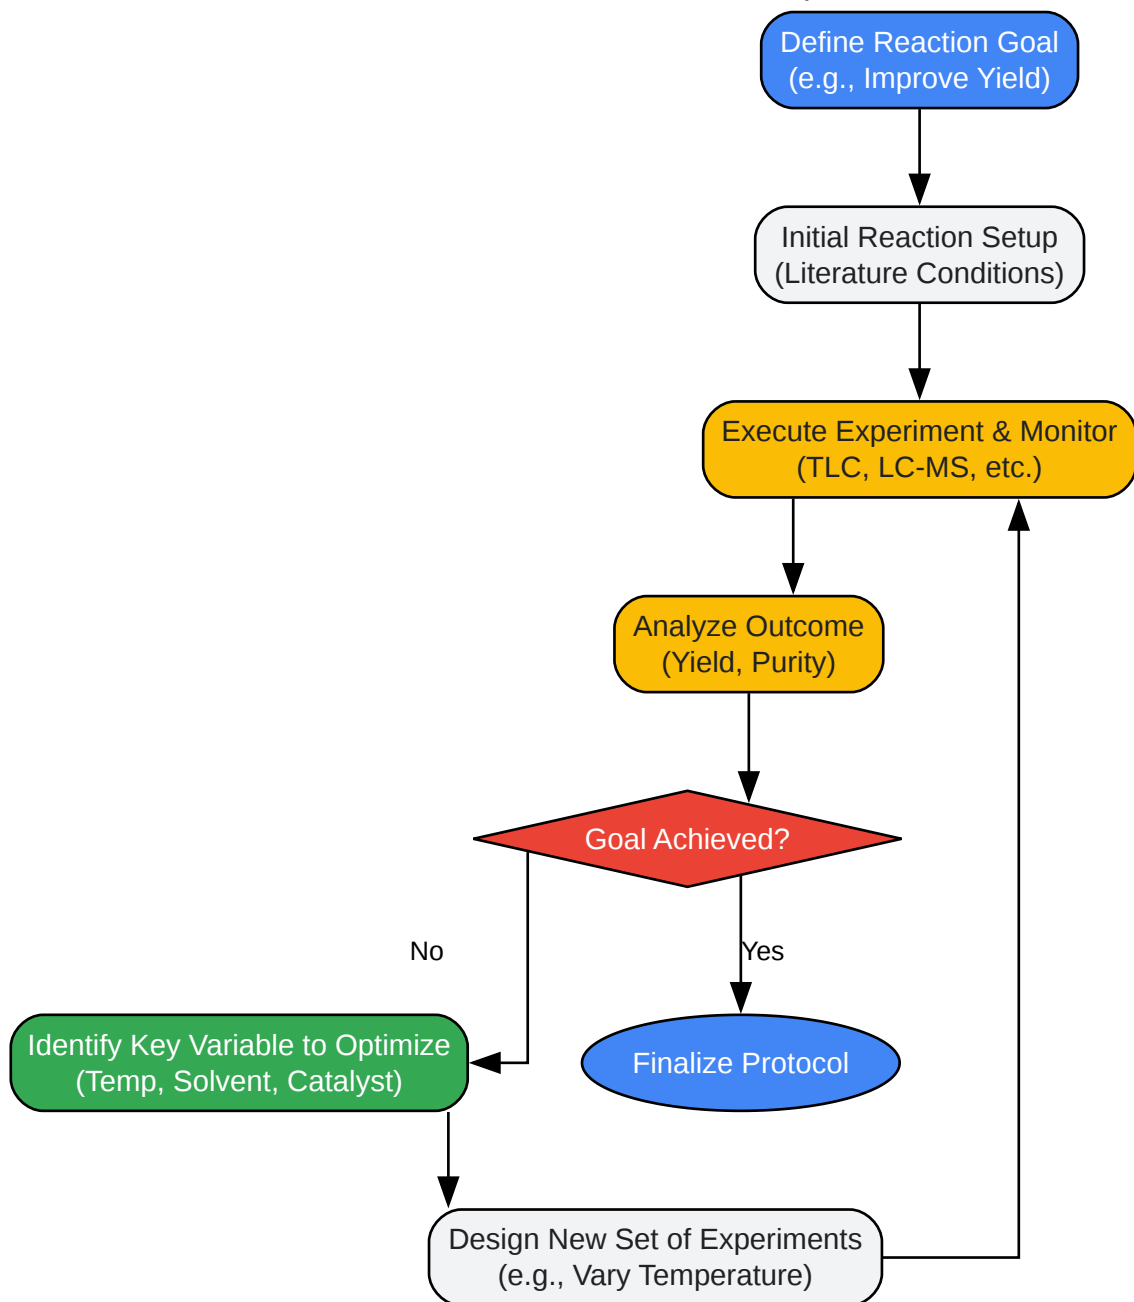 Define Reaction Goal
(e.g., Improve Yield)
Initial Reaction Setup
(Literature Conditions)
Execute Experiment & Monitor
(TLC, LC-MS, etc.)
Analyze Outcome
(Yield, Purity)
Goal Achieved?
No
Yes
Identify Key Variable to Optimize
(Temp, Solvent, Catalyst)
Finalize Protocol
Design New Set of Experiments
(e.g., Vary Temperature)